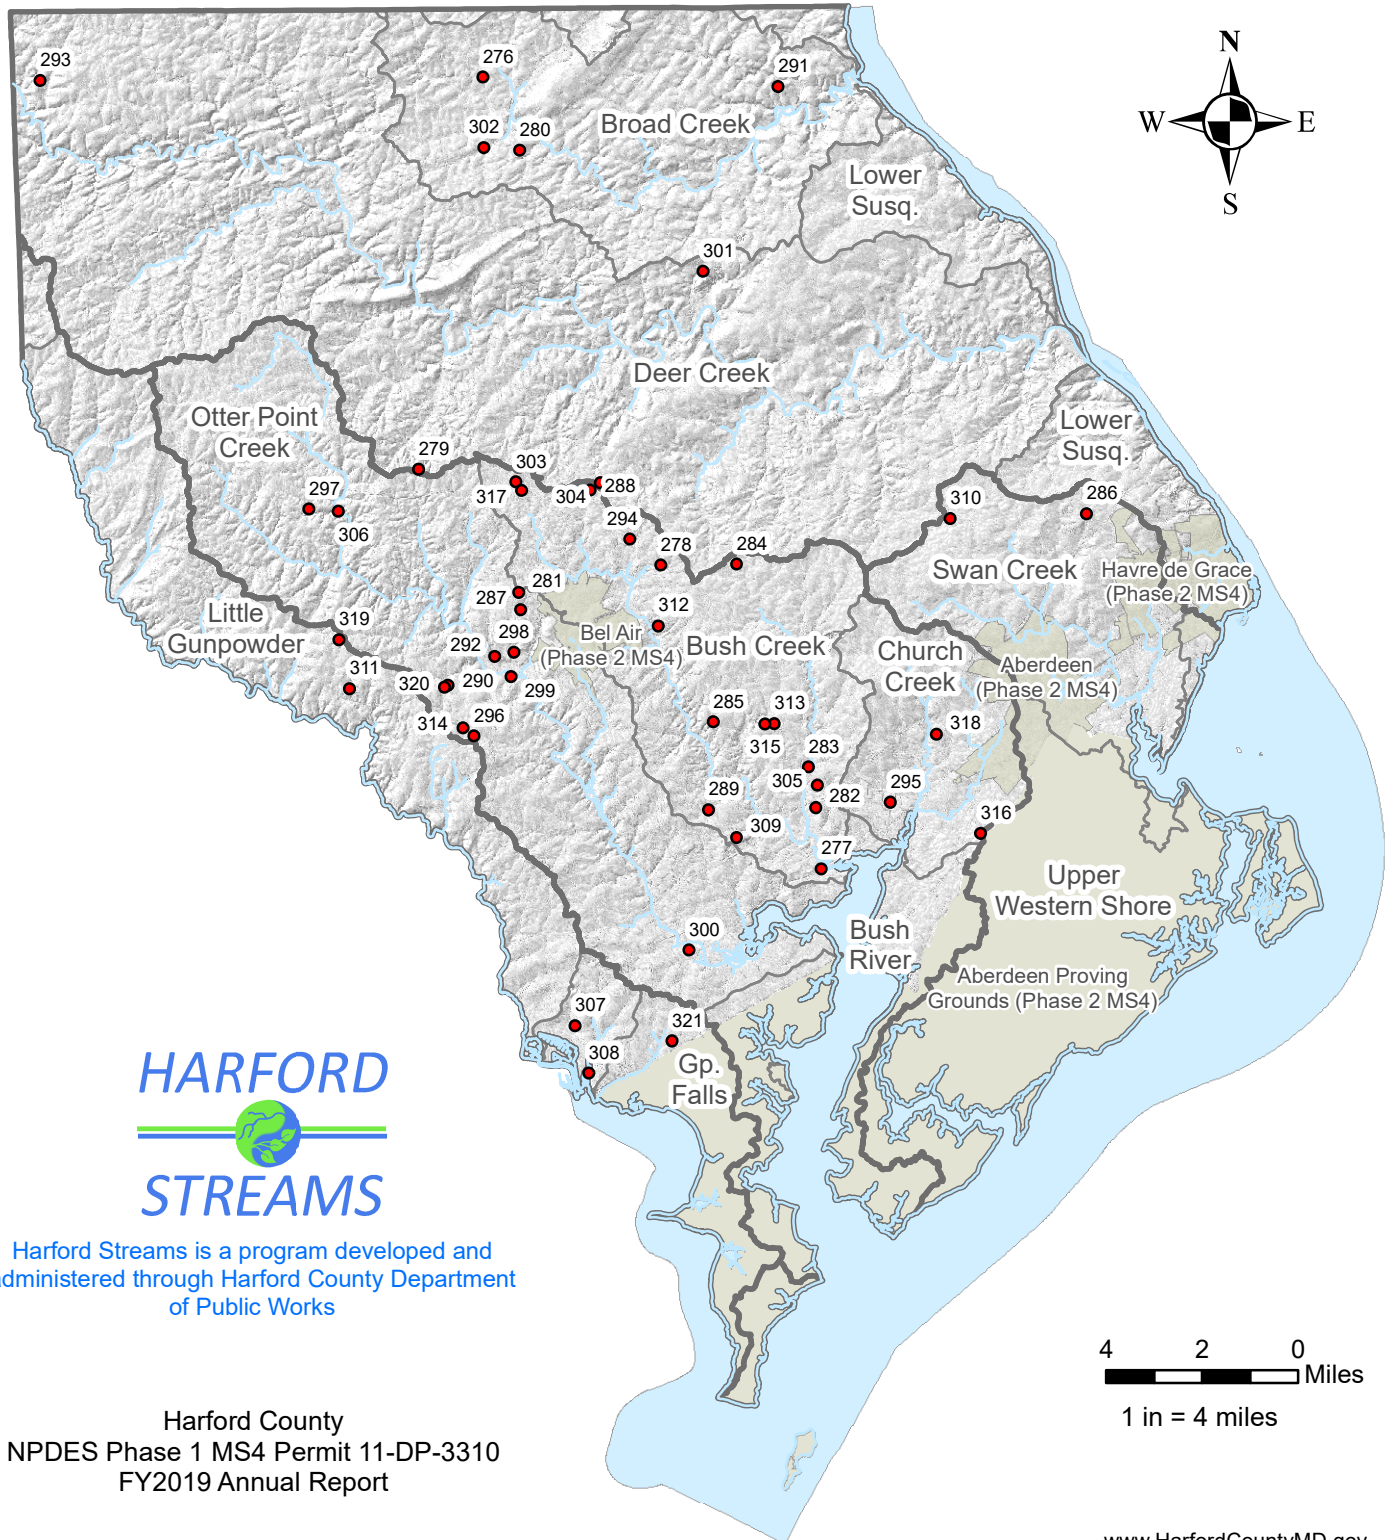 293
276
291
N
W
E
S
302
280
Broad Creek
Lower
Susq.
301
Deer Creek
Otter Point
Creek
Lower
Susq.
279
303
317
304
288
297
306
294
310
286
278
284
Swan Creek
Havre de Grace
(Phase 2 MS4)
281
287
Little
Gunpowder
319
312
Bel Air
(Phase 2 MS4)
Bush Creek
Church
Creek
Aberdeen
(Phase 2 MS4)
292
298
311
320
290
299
314
296
285
313
315
318
283
305
282
295
289
309
316
277
Upper
Western Shore
300
Bush
River
Aberdeen Proving
Grounds (Phase 2 MS4)
307
321
308
Gp.
Falls
HARFORD
STREAMS
Harford Streams is a program developed and
administered through Harford County Department
of Public Works
4 2 0
Miles
1 in = 4 miles
Harford County
NPDES Phase 1 MS4 Permit 11-DP-3310
FY2019 Annual Report
www.HarfordCountyMD.gov